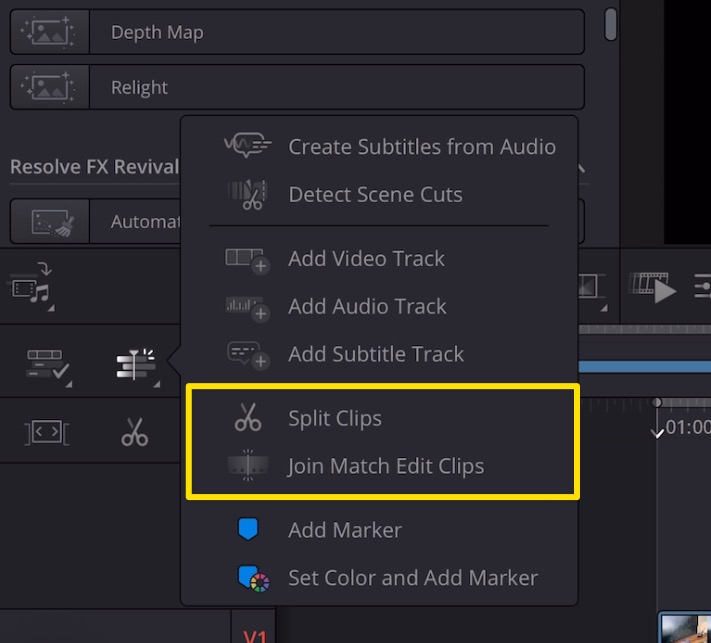 Depth Map
Relight
Create Subtitles from Audio
Resolve FX Revival
Detect Scene Cuts
Automat
Add Video Track
Add Audio Track
Add Subtitle Track
Split Clips
01:00
Join Match Edit Clips
Add Marker
Set Color and Add Marker
V1